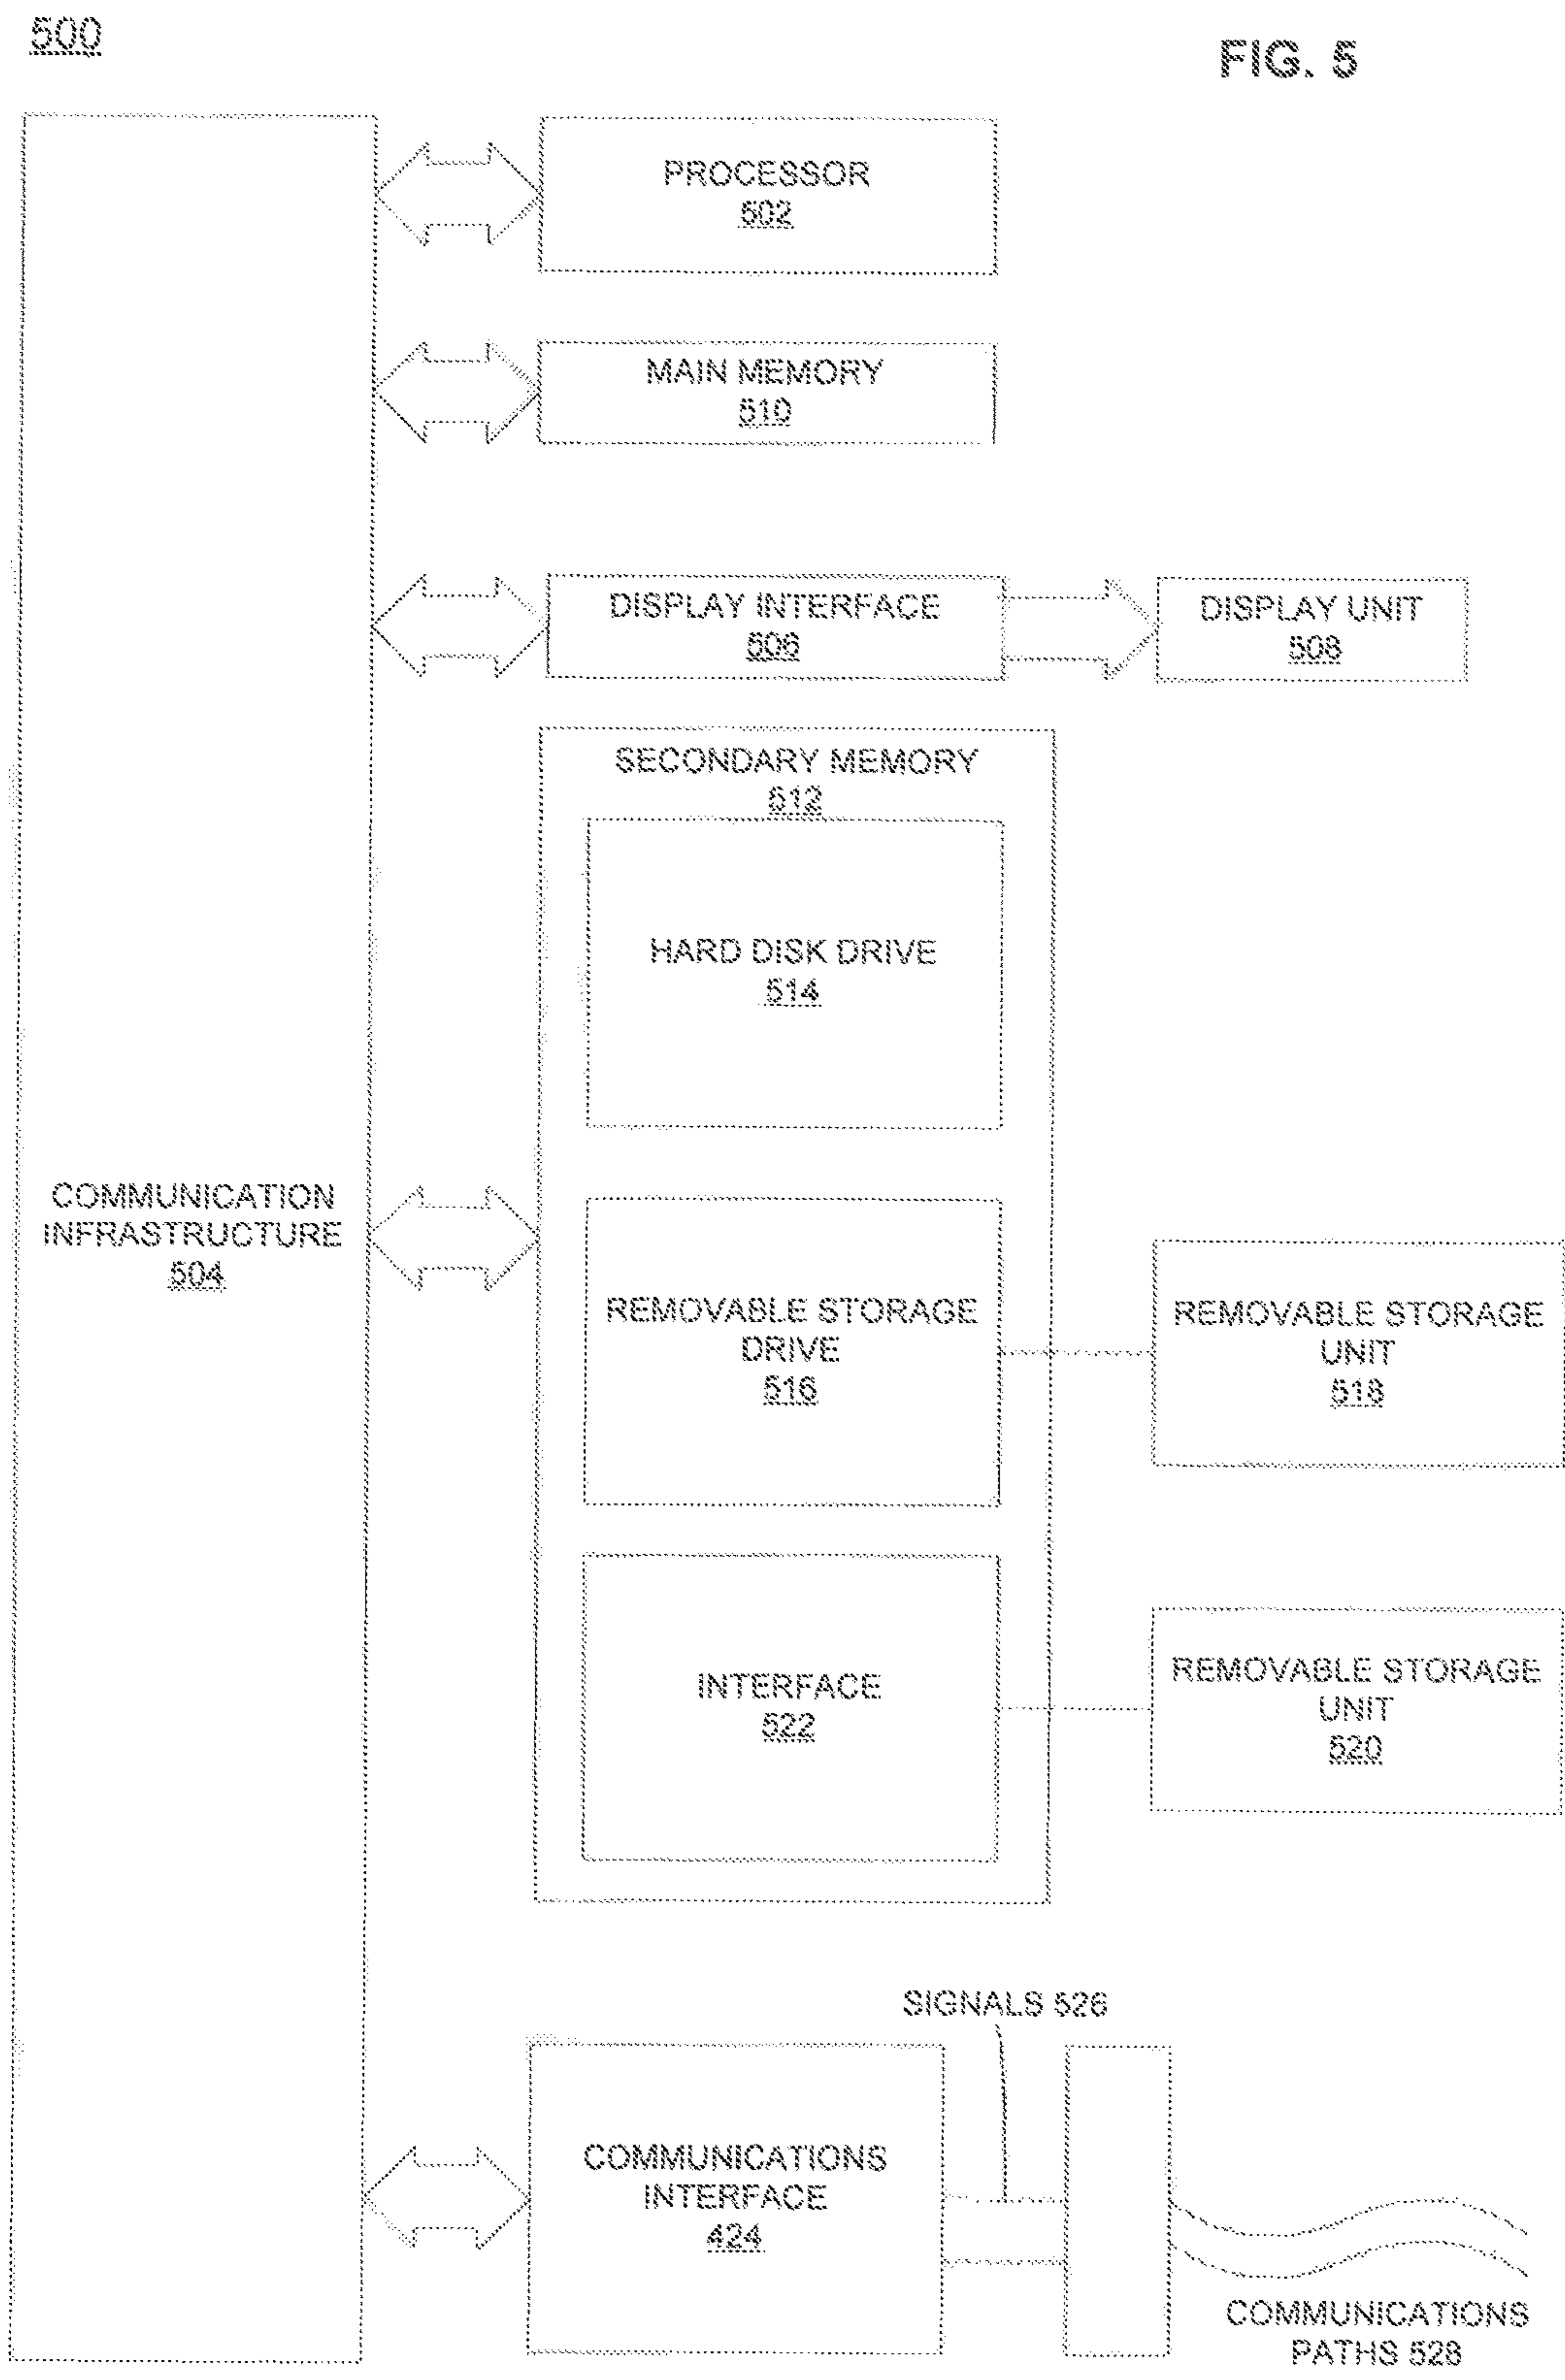 500
FIG. 5
PROCESSOR
502
MAIN MEMORY
510
DISPLAY INTERFACE
506
DISPLAY UNIT
508
SECONDARY MEMORY
512
HARD DISK DRIVE
514
COMMUNICATION
INFRASTRUCTURE
504
REMOVABLE STORAGE
DRIVE
516
REMOVABLE STORAGE
UNIT
518
INTERFACE
522
REMOVABLE STORAGE
UNIT
520
SIGNALS 526
COMMUNICATIONS
INTERFACE
424
COMMUNICATIONS
PATHS 528